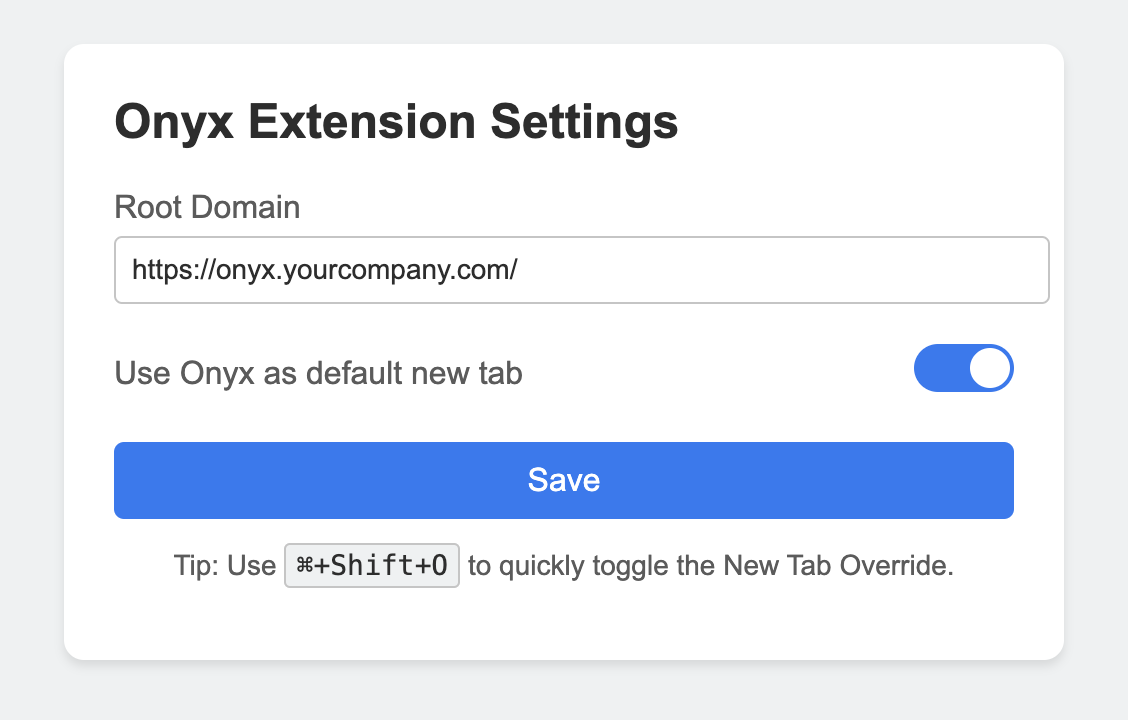 Onyx Extension Settings
Root Domain
https://onyx.yourcompany.com/
Use Onyx as default new tab
Save
Tip: Use ⌘+Shift+O to quickly toggle the New Tab Override.